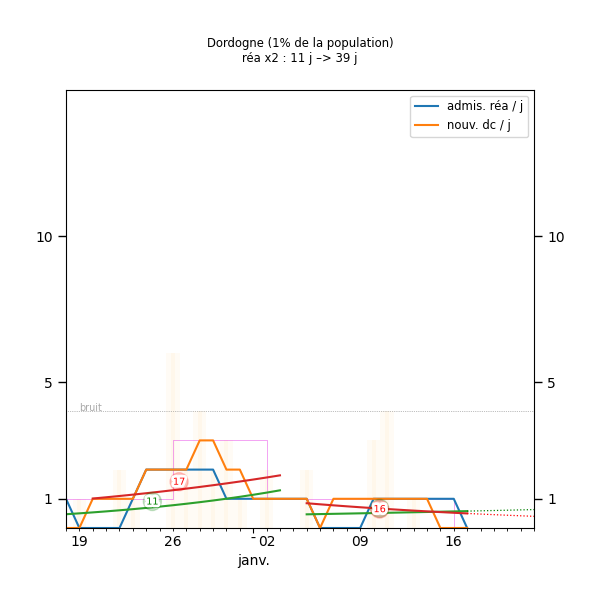 Dordogne (1% de la population)
réa x2 : 11 j –> 39 j
admis. réa / j
nouv. dc / j
10
10
5
5
bruit
17
11
16
1
1
19
26
02
09
16
janv.